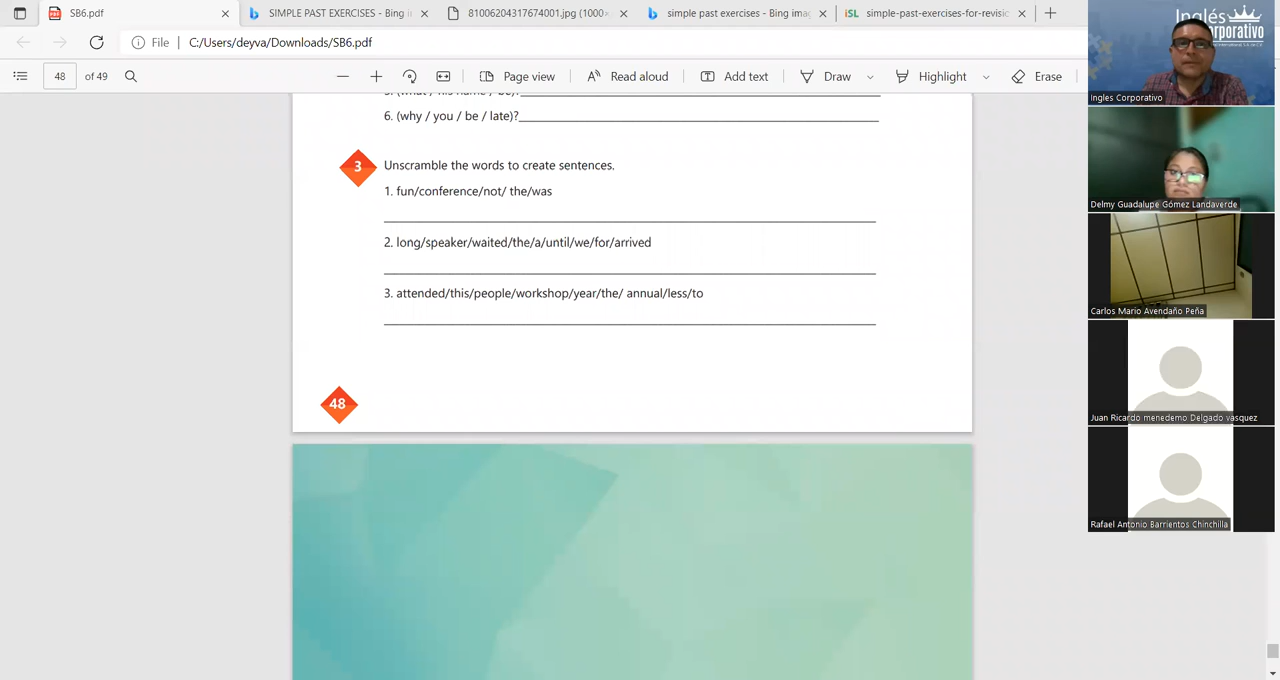 SB6.pdf
SIMPLE PAST EXERCISES - Bing i
81006204317674001.jpg (1000×
simple past exercises - Bing ima
iSL simple-past-exercises-for-revisio
File C:/Users/deyva/Downloads/SB6.pdf
48 of 49
Page view
Read aloud
Add text
Draw
Highlight
Erase
6. (why / you / be / late)?
3 Unscramble the words to create sentences.
1. fun/conference/not/ the/was
2. long/speaker/waited/the/a/until/we/for/arrived
3. attended/this/people/workshop/year/the/ annual/less/to
48
Inglés
Ingles Corporativo
Delmy Guadalupe Gómez Landaverde
Carlos Mario Avendaño Peña
Juan Ricardo menedemo Delgado vasquez
Rafael Antonio Barrientos Chinchilla